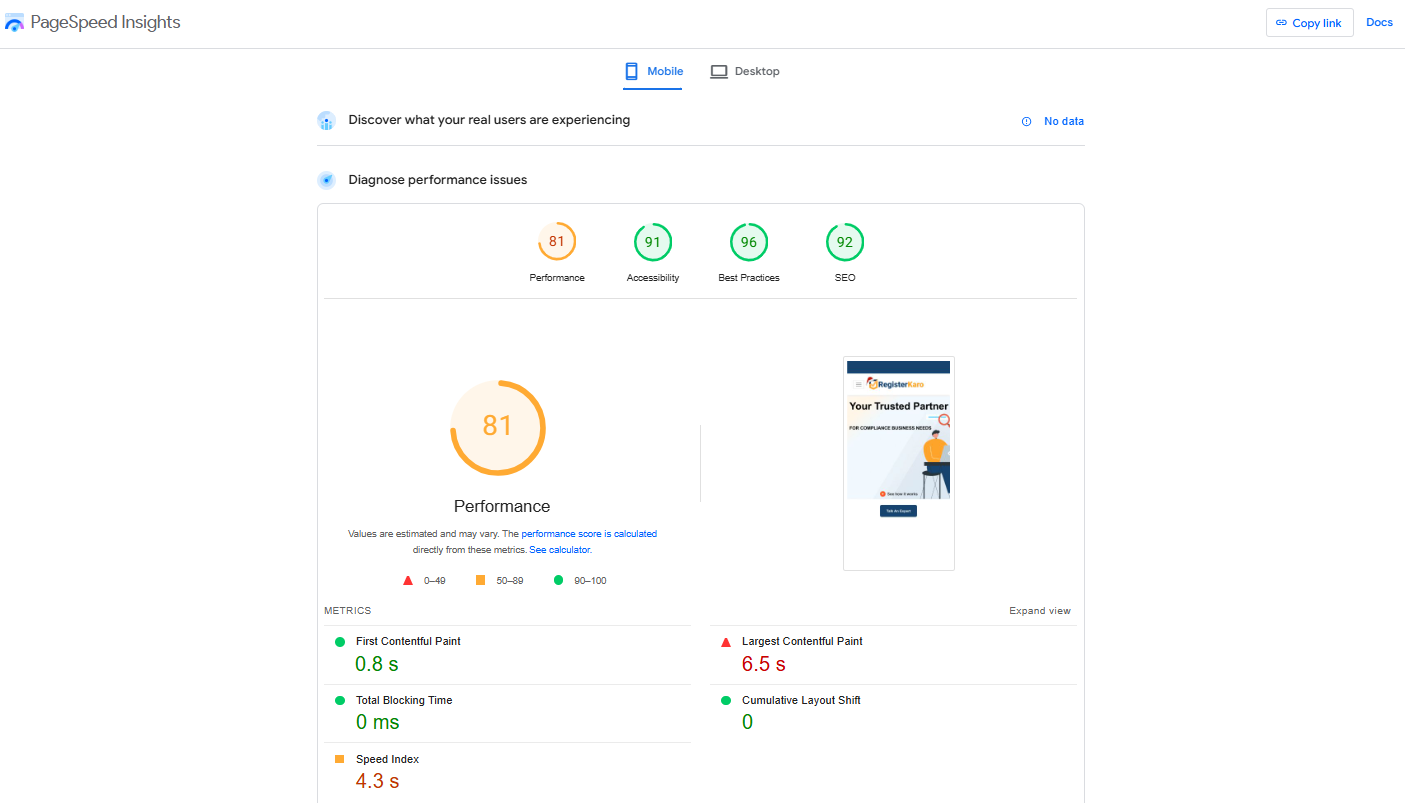 PageSpeed Insights
Copy link
Docs
Mobile
Desktop
Discover what your real users are experiencing
No data
Diagnose performance issues
81
91
96
92
Performance
Accessibility
Best Practices
SEO
81
Performance
Values are estimated and may vary. The performance score is calculated
directly from these metrics. See calculator.
0–49
50–89
90–100
RegisterKaro
Your Trusted Partner
FOR COMPLIANCE BUSINESS NEEDS
See how it works
Talk An Expert
METRICS
Expand view
First Contentful Paint
0.8 s
Largest Contentful Paint
6.5 s
Total Blocking Time
0 ms
Cumulative Layout Shift
0
Speed Index
4.3 s